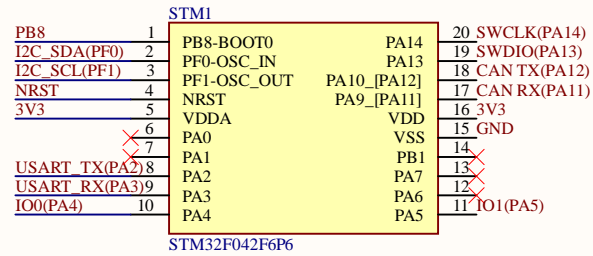 STM1
PB8 1 PB8-BOOT0 PA14 20 SWCLK(PA14)
I2C_SDA(PF0) 2 PF0-OSC_IN PA13 19 SWDIO(PA13)
I2C_SCL(PF1) 3 PF1-OSC_OUT PA10_[PA12] 18 CAN TX(PA12)
NRST 4 NRST PA9_[PA11] 17 CAN RX(PA11)
3V3 5 VDDA VDD 16 3V3
6 PA0 VSS 15 GND
7 PA1 PB1 14
USART_TX(PA2) 8 PA2 PA7 13
USART_RX(PA3) 9 PA3 PA6 12
IO0(PA4) 10 PA4 PA5 11 IO1(PA5)
STM32F042F6P6